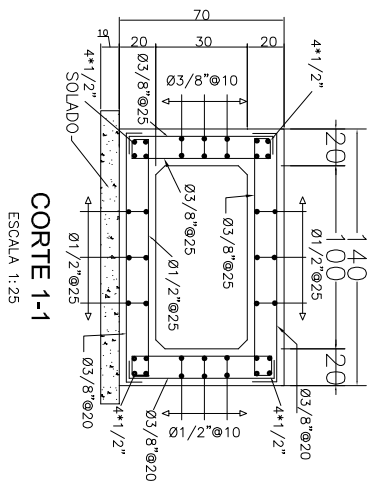 70
10
20
30
20
4*1/2"
Ø3/8"@25
Ø3/8"@10
4*1/2"
SOLADO
20
100
140
20
Ø3/8"@25
Ø3/8"@25
Ø1/2"@25
Ø1/2"@25
Ø1/2"@25
CORTE 1-1
ESCALA 1:25
Ø3/8"@20
4*1/2"
Ø3/8"@20
Ø1/2"@10
4*1/2"
Ø3/8"@20